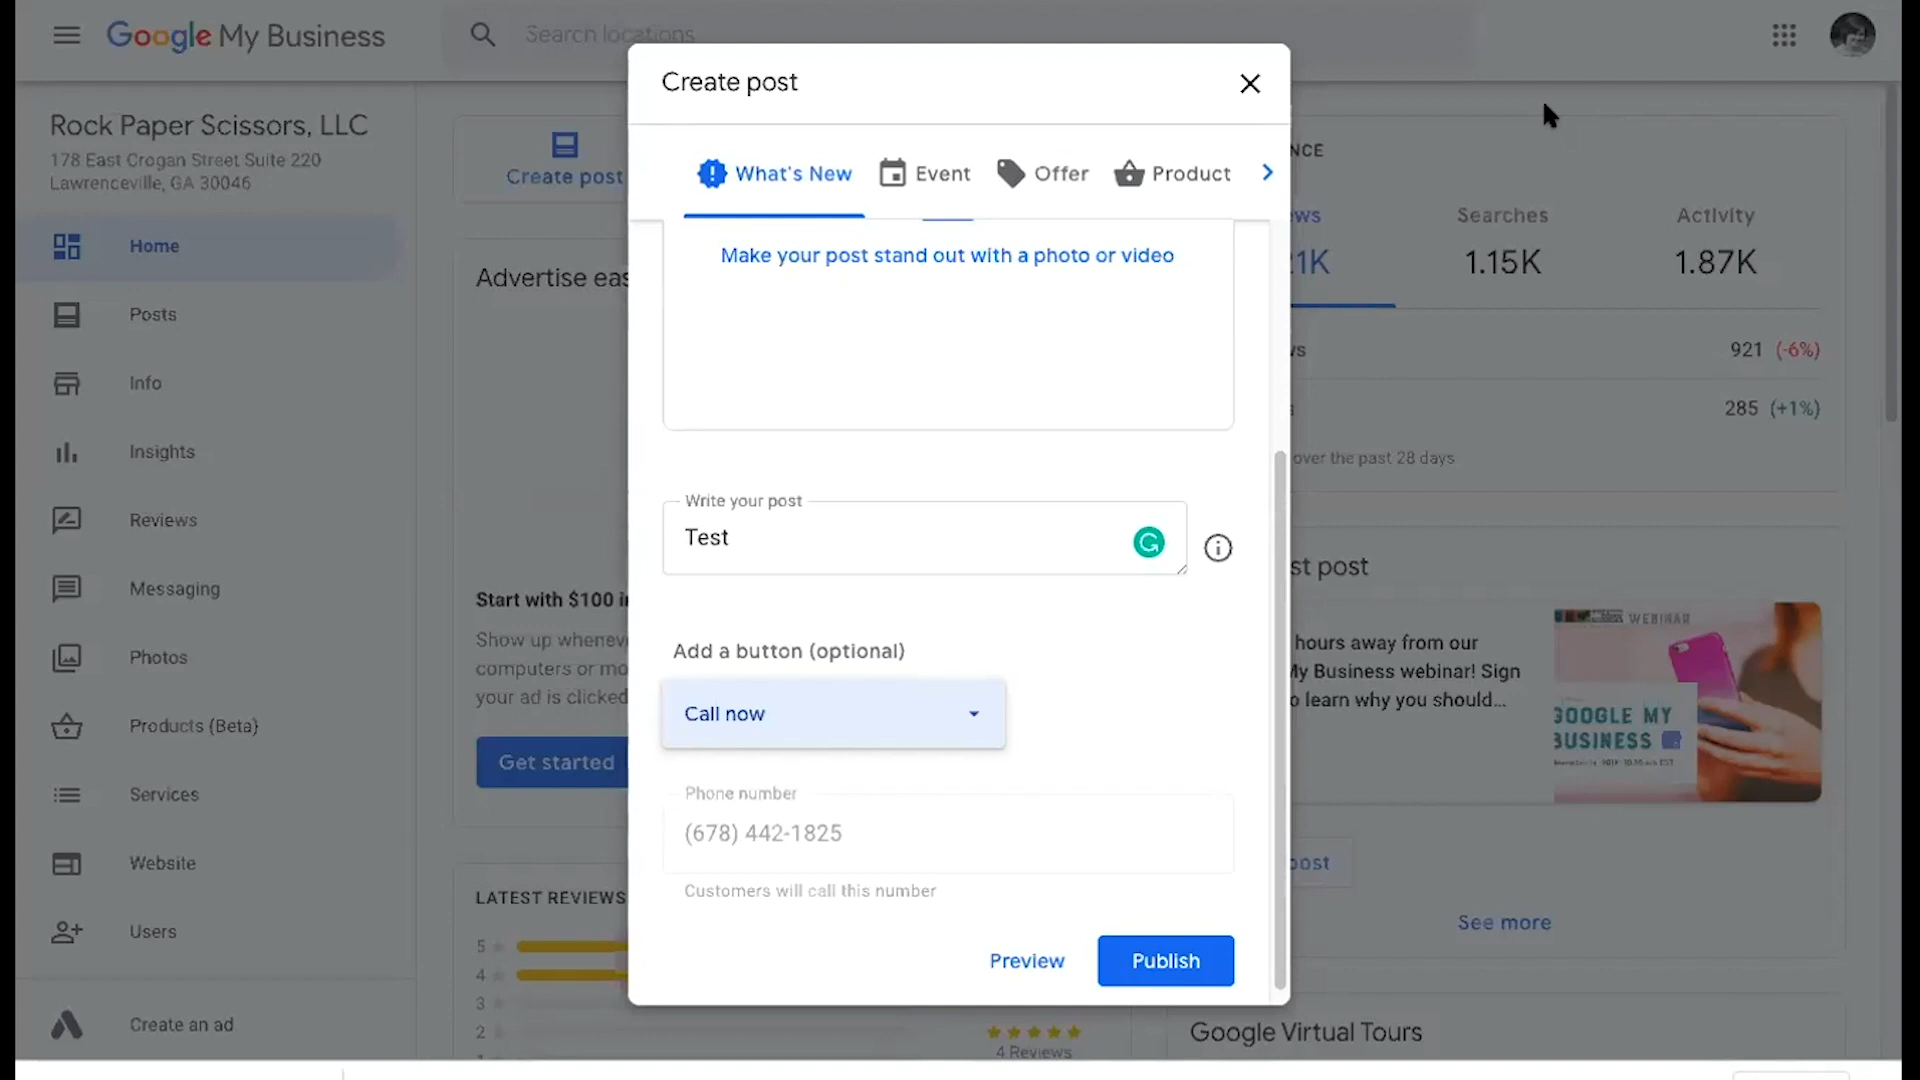 Google My Business
Search locations
Rock Paper Scissors, LLC
178 East Crogan Street Suite 220
Lawrenceville, GA 30046
Home
Posts
Info
Insights
Reviews
Messaging
Photos
Products (Beta)
Services
Website
Users
Create an ad
Create post
Advertise
Start with $100
Show up
computers or
your ad is clicked
Get started
LATEST REVIEWS
5
4
3
2
4 Reviews
Create post
What's New
Event
Offer
Product
Make your post stand out with a photo or video
Write your post
Test
Add a button (optional)
Call now
Phone number
(678) 442-1825
Customers will call this number
Preview
Publish
Searches
Activity
1.15K
1.87K
921 (-6%)
285 (+1%)
over the past 28 days
post
hours away from our
My Business webinar! Sign
to learn why you should...
WEBINAR
GOOGLE MY
BUSINESS
post
See more
Google Virtual Tours